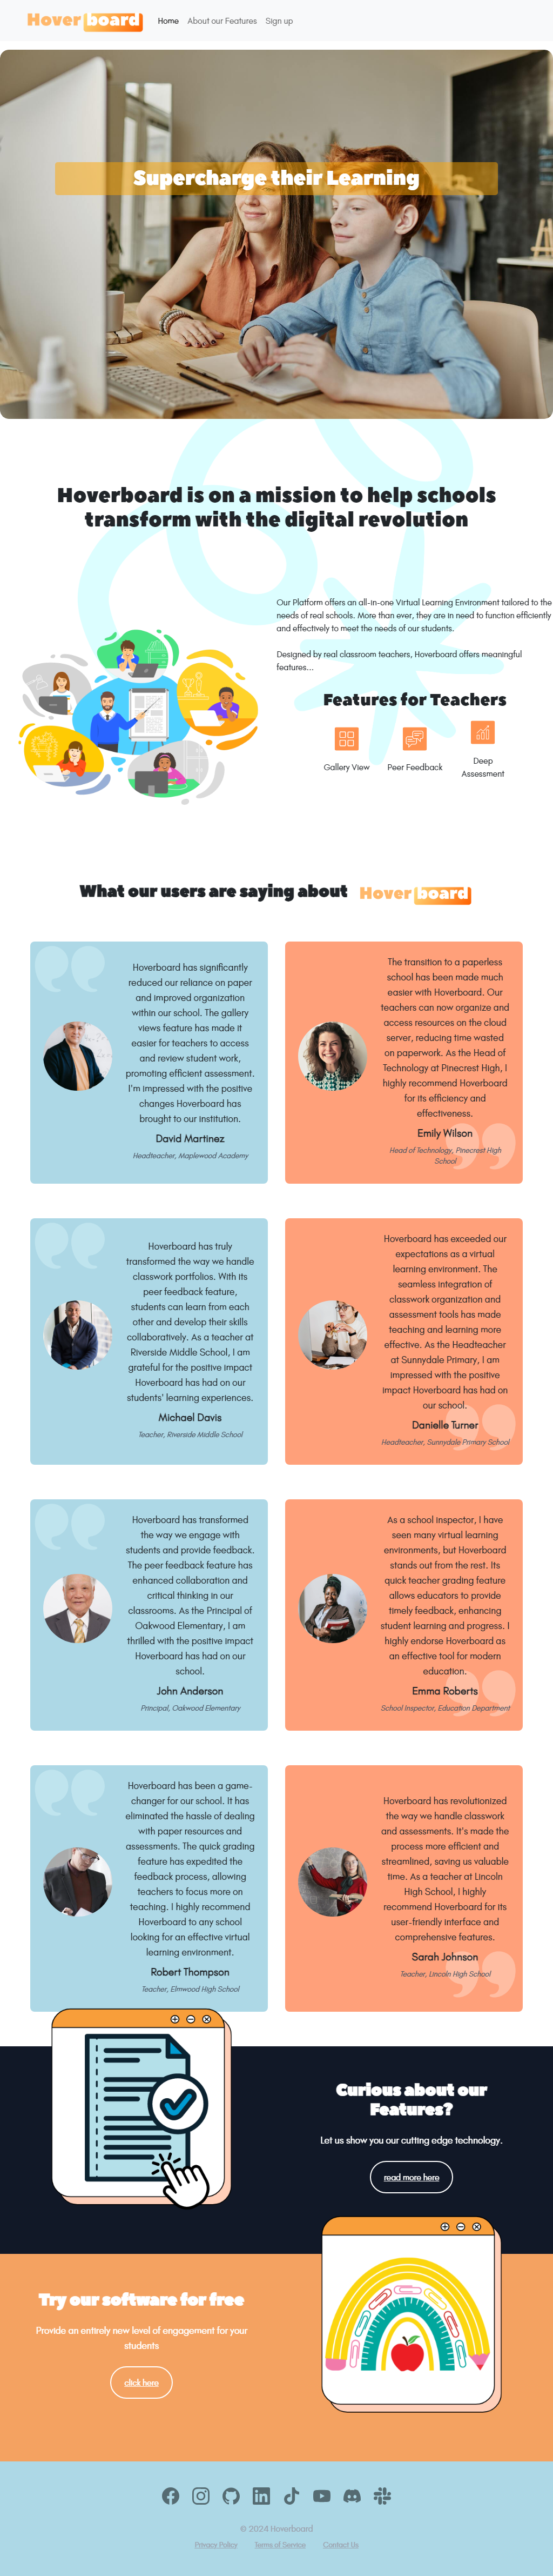 Hover board
Home About our Features Sign up
Supercharge their Learning
Hoverboard is on a mission to help schools
transform with the digital revolution
Our Platform offers an all-in-one Virtual Learning Environment tailored to the
needs of real schools. More than ever, they are in need to function efficiently
and effectively to meet the needs of our students.
Designed by real classroom teachers, Hoverboard offers meaningful
features...
Features for Teachers
Gallery View
Peer Feedback
Deep
Assessment
What our users are saying about Hover board
Hoverboard has significantly
reduced our reliance on paper
and improved organization
within our school. The gallery
views feature has made it
easier for teachers to access
and review student work,
promoting efficient assessment.
I'm impressed with the positive
changes Hoverboard has
brought to our institution.
David Martinez
Headteacher, Maplewood Academy
The transition to a paperless
school has been made much
easier with Hoverboard. Our
teachers can now organize and
access resources on the cloud
server, reducing time wasted
on paperwork. As the Head of
Technology at Pinecrest High, I
highly recommend Hoverboard
for its efficiency and
effectiveness.
Emily Wilson
Head of Technology, Pinecrest High
School
Hoverboard has truly
transformed the way we handle
classwork portfolios. With its
peer feedback feature,
students can learn from each
other and develop their skills
collaboratively. As a teacher at
Riverside Middle School, I am
grateful for the positive impact
Hoverboard has had on our
students' learning experiences.
Michael Davis
Teacher, Riverside Middle School
Hoverboard has exceeded our
expectations as a virtual
learning environment. The
seamless integration of
classwork organization and
assessment tools has made
teaching and learning more
effective. As the Headteacher
at Sunnydale Primary, I am
impressed with the positive
impact Hoverboard has had on
our school.
Danielle Turner
Headteacher, Sunnydale Primary School
Hoverboard has transformed
the way we engage with
students and provide feedback.
The peer feedback feature has
enhanced collaboration and
critical thinking in our
classrooms. As the Principal of
Oakwood Elementary, I am
thrilled with the positive impact
Hoverboard has had on our
school.
John Anderson
Principal, Oakwood Elementary
As a school inspector, I have
seen many virtual learning
environments, but Hoverboard
stands out from the rest. Its
quick teacher grading feature
allows educators to provide
timely feedback, enhancing
student learning and progress. I
highly endorse Hoverboard as
an effective tool for modern
education.
Emma Roberts
School Inspector, Education Department
Hoverboard has been a game-
changer for our school. It has
eliminated the hassle of dealing
with paper resources and
assessments. The quick grading
feature has expedited the
feedback process, allowing
teachers to focus more on
teaching. I highly recommend
Hoverboard to any school
looking for an effective virtual
learning environment.
Robert Thompson
Teacher, Elmwood High School
Hoverboard has revolutionized
the way we handle classwork
and assessments. It's made the
process more efficient and
streamlined, saving us valuable
time. As a teacher at Lincoln
High School, I highly
recommend Hoverboard for its
user-friendly interface and
comprehensive features.
Sarah Johnson
Teacher, Lincoln High School
Curious about our
Features?
Let us show you our cutting edge technology.
read more here
Try our software for free
Provide an entirely new level of engagement for your
students
click here
© 2024 Hoverboard
Privacy Policy Terms of Service Contact Us